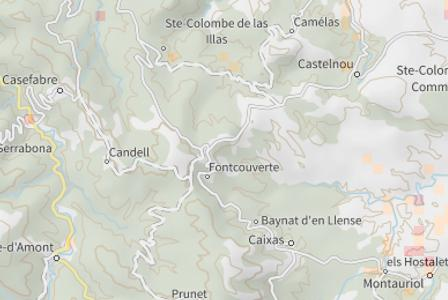 Ste-Colombe de las
Illas
Camélas
Castelnou
Ste-Colo
Comm
Casefabre
Serrabona
Candell
Fontcouverte
Baynat d'en Llense
Caixas
e-d'Amont
els Hostalet
Montauriol
Prunet